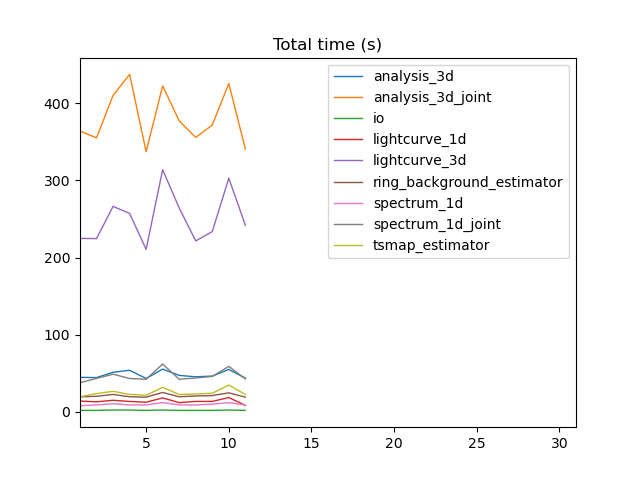 Total time (s)
400
300
200
100
0
5
10
15
20
25
30
analysis_3d
analysis_3d_joint
io
lightcurve_1d
lightcurve_3d
ring_background_estimator
spectrum_1d
spectrum_1d_joint
tsmap_estimator